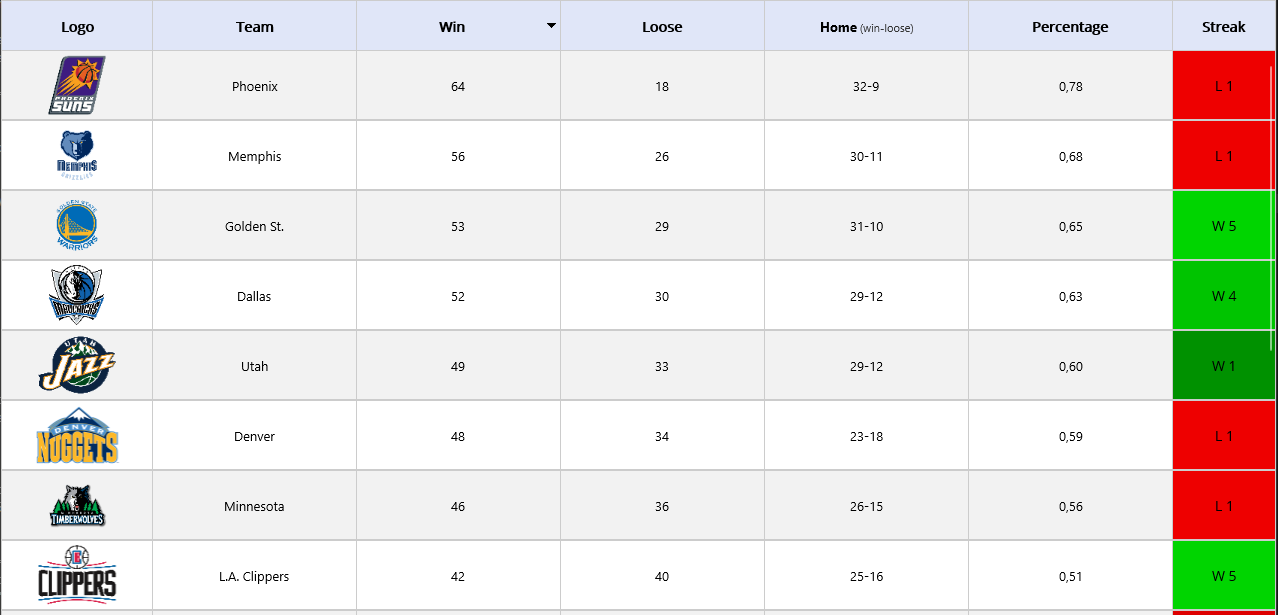 Logo Team Win Loose Home (win-loose) Percentage Streak
PHOENIX
SUNS
Phoenix 64 18 32-9 0,78 L 1
MEMPHIS
GRIZZLIES
Memphis 56 26 30-11 0,68 L 1
GOLDEN STATE
WARRIORS
Golden St. 53 29 31-10 0,65 W 5
MAVERICKS
Dallas 52 30 29-12 0,63 W 4
UTAH
JAZZ
Utah 49 33 29-12 0,60 W 1
DENVER
NUGGETS
Denver 48 34 23-18 0,59 L 1
TIMBERWOLVES
Minnesota 46 36 26-15 0,56 L 1
CLIPPERS
L.A. Clippers 42 40 25-16 0,51 W 5